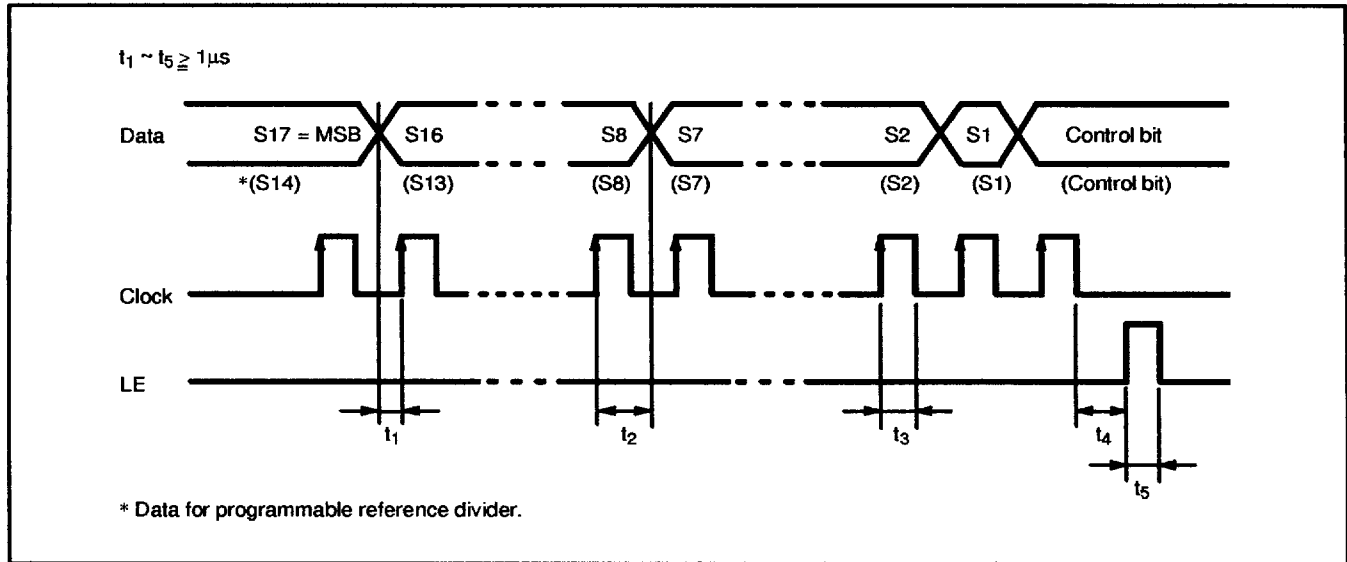 t1 ~ t5 ≧ 1µs
Data S17 = MSB S16 S8 S7 S2 S1 Control bit
*(S14) (S13) (S8) (S7) (S2) (S1) (Control bit)
Clock
LE
t1 t2 t3 t4
t5
* Data for programmable reference divider.